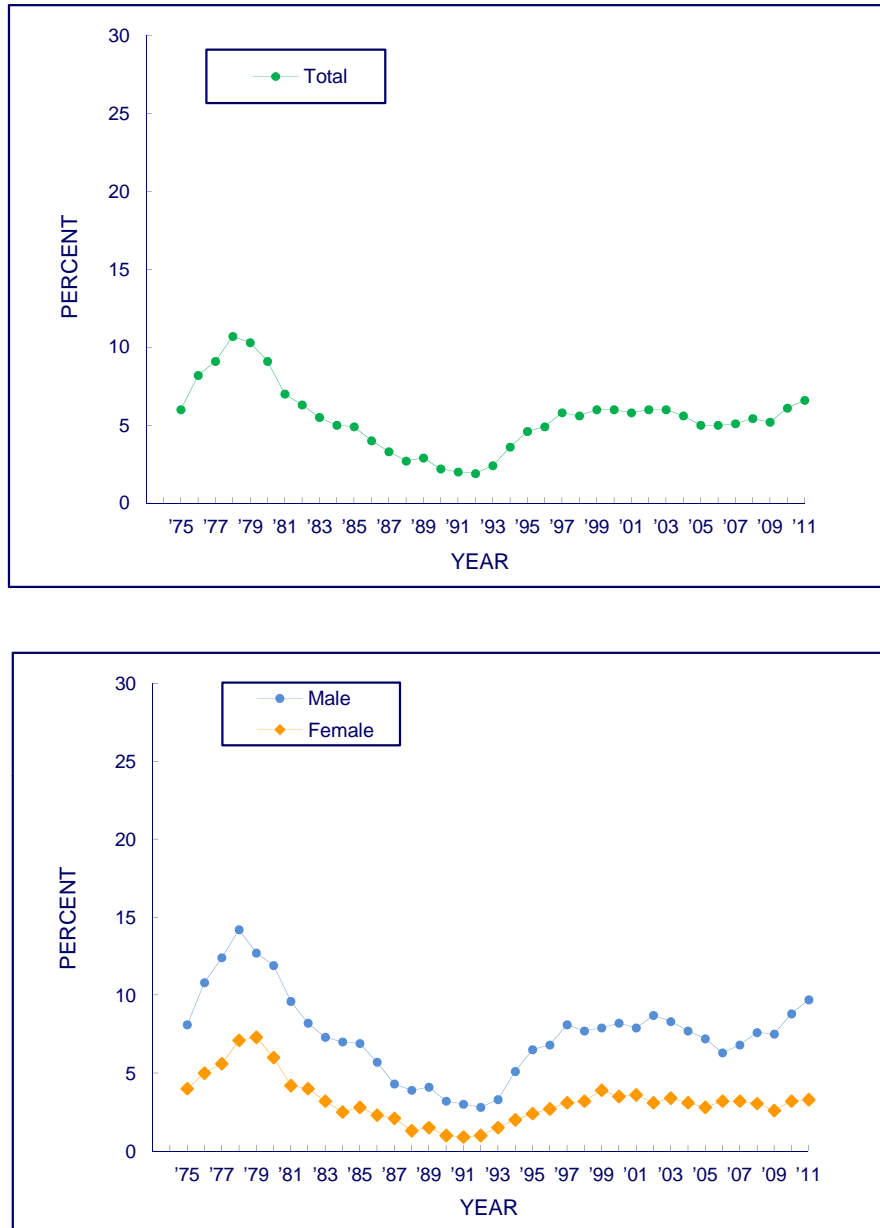 30
Total
25
20
15
10
5
0
PERCENT
’75 ’77 ’79 ’81 ’83 ’85 ’87 ’89 ’91 ’93 ’95 ’97 ’99 ’01 ’03 ’05 ’07 ’09 ’11
YEAR
30
Male
Female
25
20
15
10
5
0
PERCENT
’75 ’77 ’79 ’81 ’83 ’85 ’87 ’89 ’91 ’93 ’95 ’97 ’99 ’01 ’03 ’05 ’07 ’09 ’11
YEAR